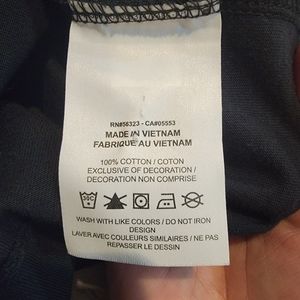 RN#56323 - CA#05553
MADE IN VIETNAM
FABRIQUÉ AU VIETNAM
100% COTTON / COTON
EXCLUSIVE OF DECORATION /
DECORATION NON INCLUSE
WASH WITH LIKE COLORS / DO NOT IRON
DESIGN
LAVER AVEC COULEURS SIMILAIRES / NE PAS
REPASSER LE DESSIN